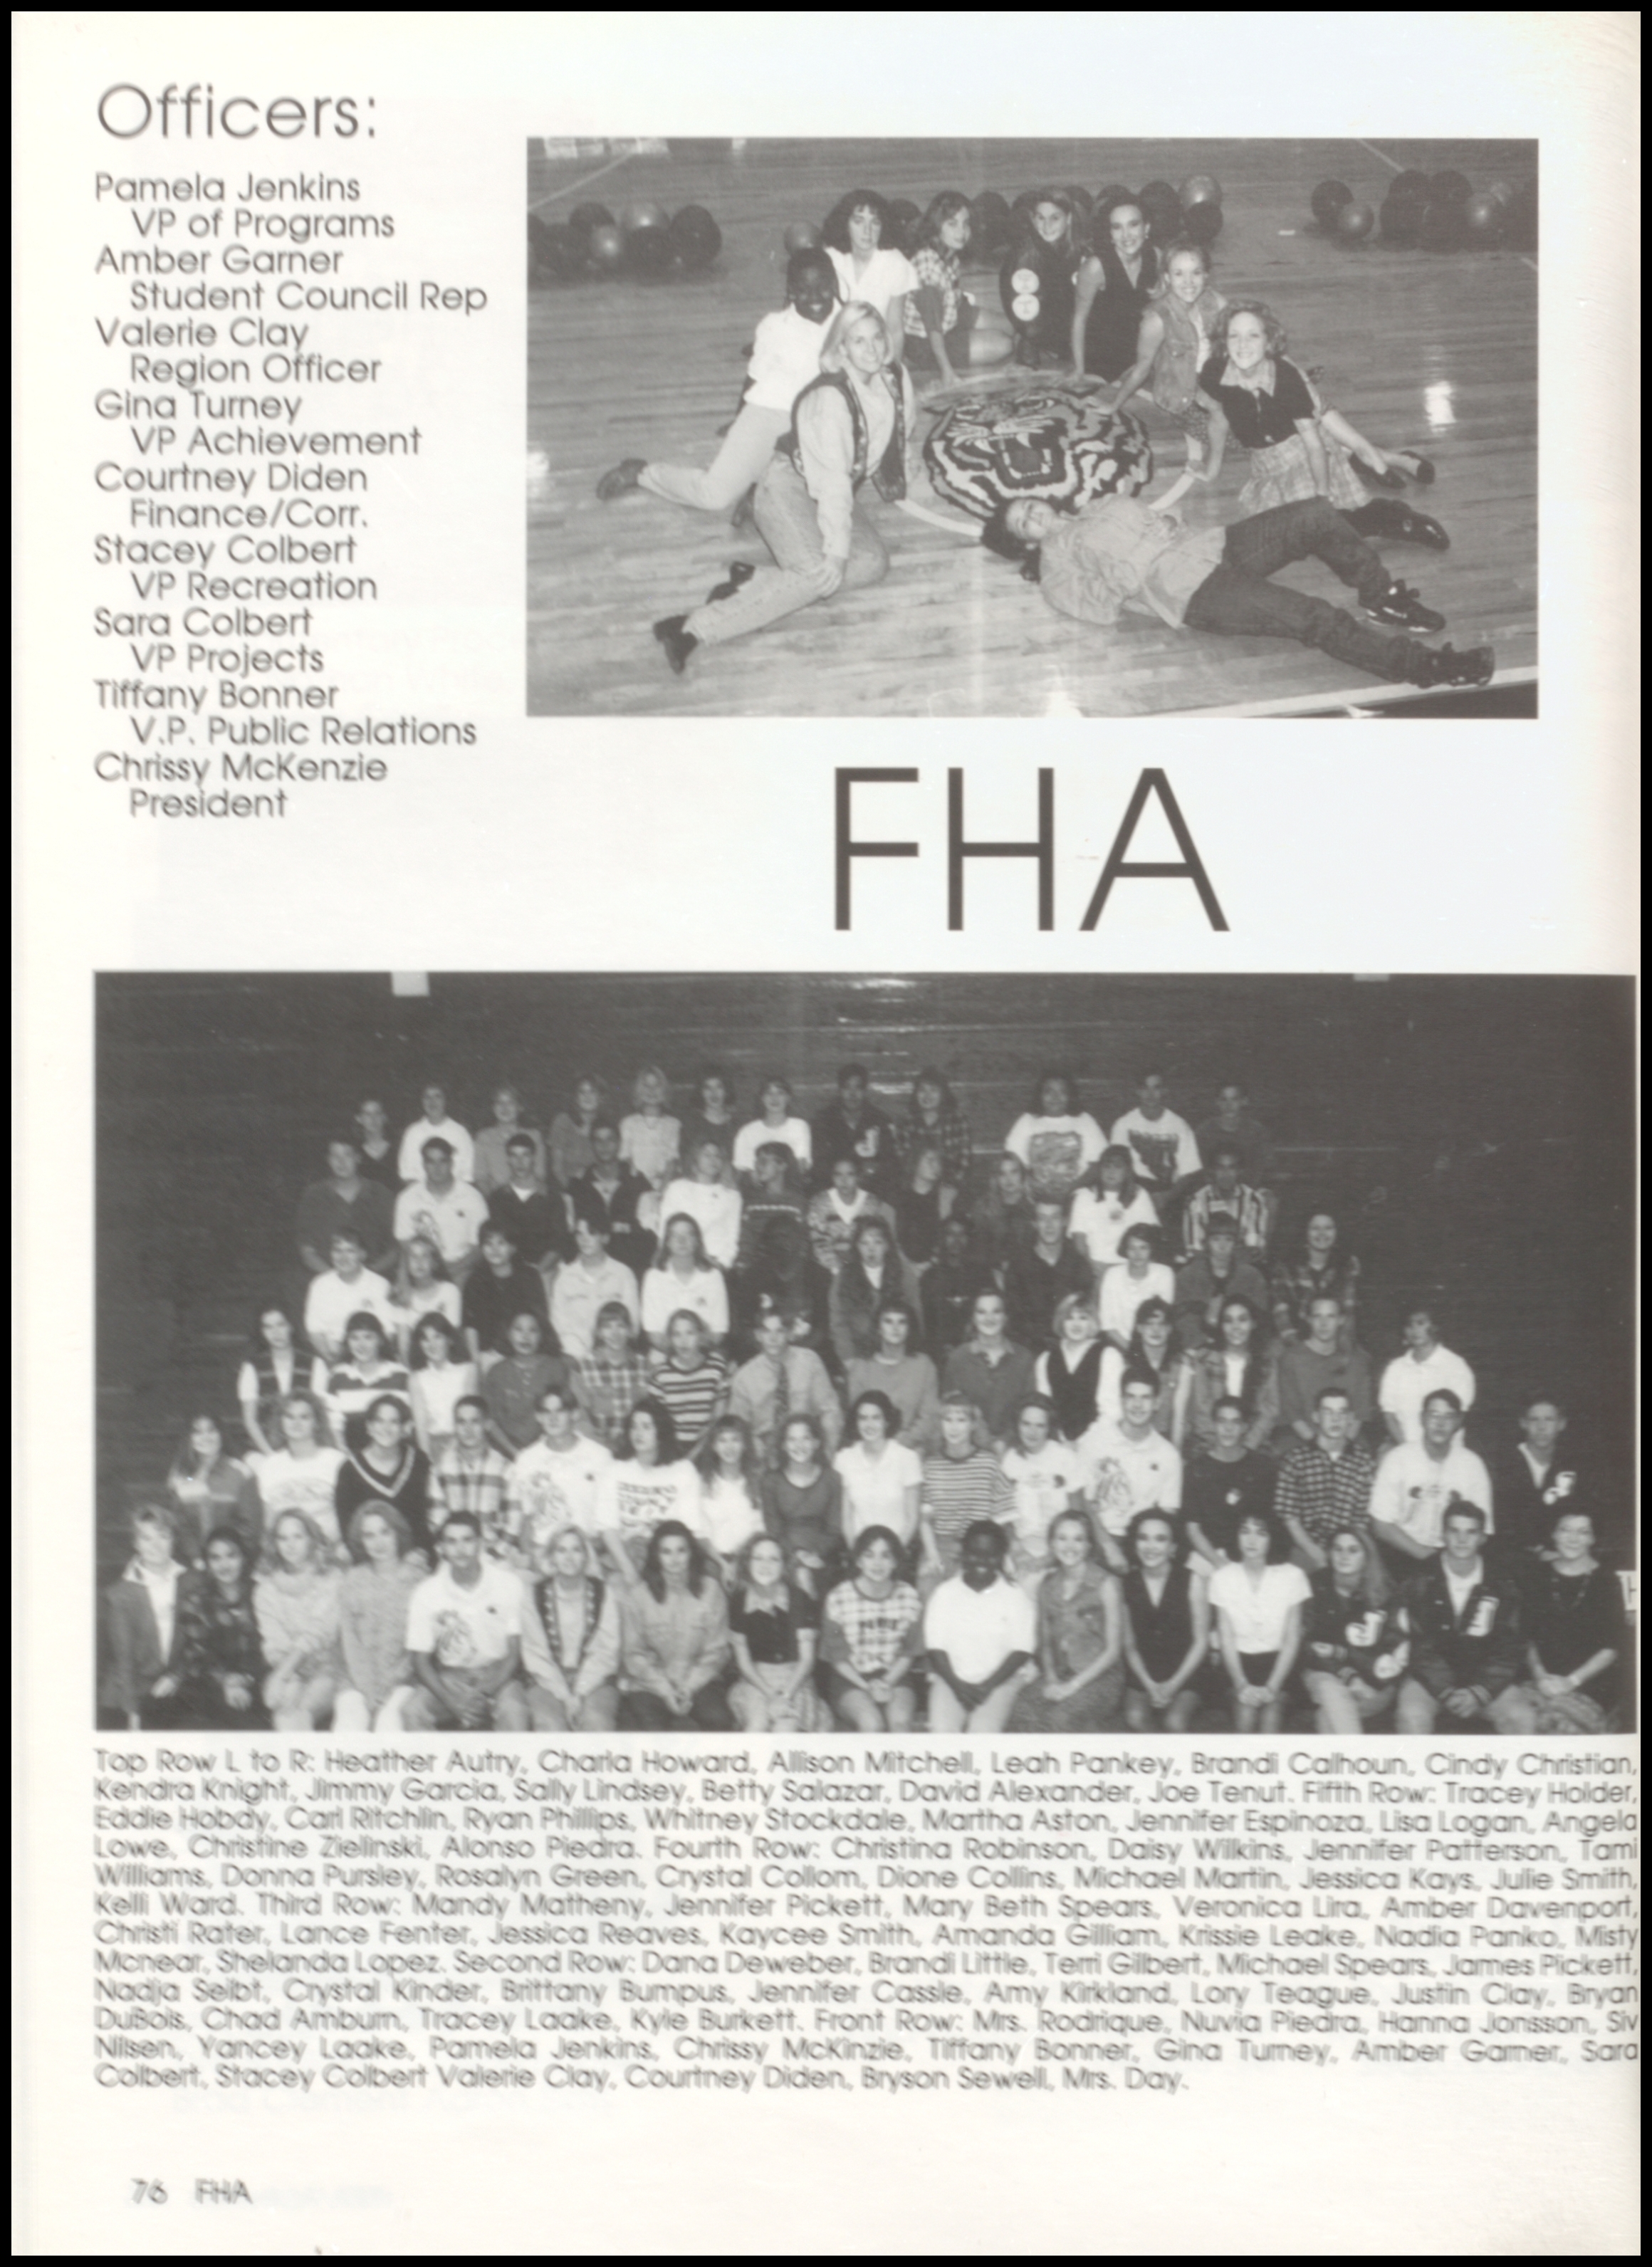 Officers:
Pamela Jenkins
VP of Programs
Amber Garner
Student Council Rep
Valerie Clay
Region Officer
Gina Turney
VP Achievement
Courtney Diden
Finance/Corr.
Stacey Colbert
VP Recreation
Sara Colbert
VP Projects
Tiffany Bonner
V.P. Public Relations
Chrissy McKenzie
President
FHA
Top Row L to R: Heather Autry, Charla Howard, Allison Mitchell, Leah Pankey, Brandi Calhoun, Cindy Christian,
Kendra Knight, Jimmy Garcia, Sally Lindsey, Betty Salazar, David Alexander, Joe Tenut. Fifth Row: Tracey Holder,
Eddie Hobdy, Carl Ritchlin, Ryan Phillips, Whitney Stockdale, Martha Aston, Jennifer Espinoza, Lisa Logan, Angela
Lowe, Christine Zielinski, Alonso Piedra. Fourth Row: Christina Robinson, Daisy Wilkins, Jennifer Patterson, Tami
Williams, Donna Pursley, Rosalyn Green, Crystal Collom, Dione Collins, Michael Martin, Jessica Kays, Julie Smith,
Kelli Ward. Third Row: Mandy Matheny, Jennifer Pickett, Mary Beth Spears, Veronica Lira, Amber Davenport,
Christi Rater, Lance Fenter, Jessica Reaves, Kaycee Smith, Amanda Gilliam, Krissie Leake, Nadia Panko, Misty
Mcnear, Shelanda Lopez. Second Row: Dana Deweber, Brandi Little, Terri Gilbert, Michael Spears, James Pickett,
Nadja Seibt, Crystal Kinder, Brittany Bumpus, Jennifer Cassle, Amy Kirkland, Lory Teague, Justin Clay, Bryan
DuBois, Chad Amburn, Tracey Laake, Kyle Burkett. Front Row: Mrs. Rodrique, Nuvia Piedra, Hanna Jonsson, Siv
Nilsen, Yancey Laake, Pamela Jenkins, Chrissy McKinzie, Tiffany Bonner, Gina Turney, Amber Garner, Sara
Colbert, Stacey Colbert Valerie Clay, Courtney Diden, Bryson Sewell, Mrs. Day.
76 FHA